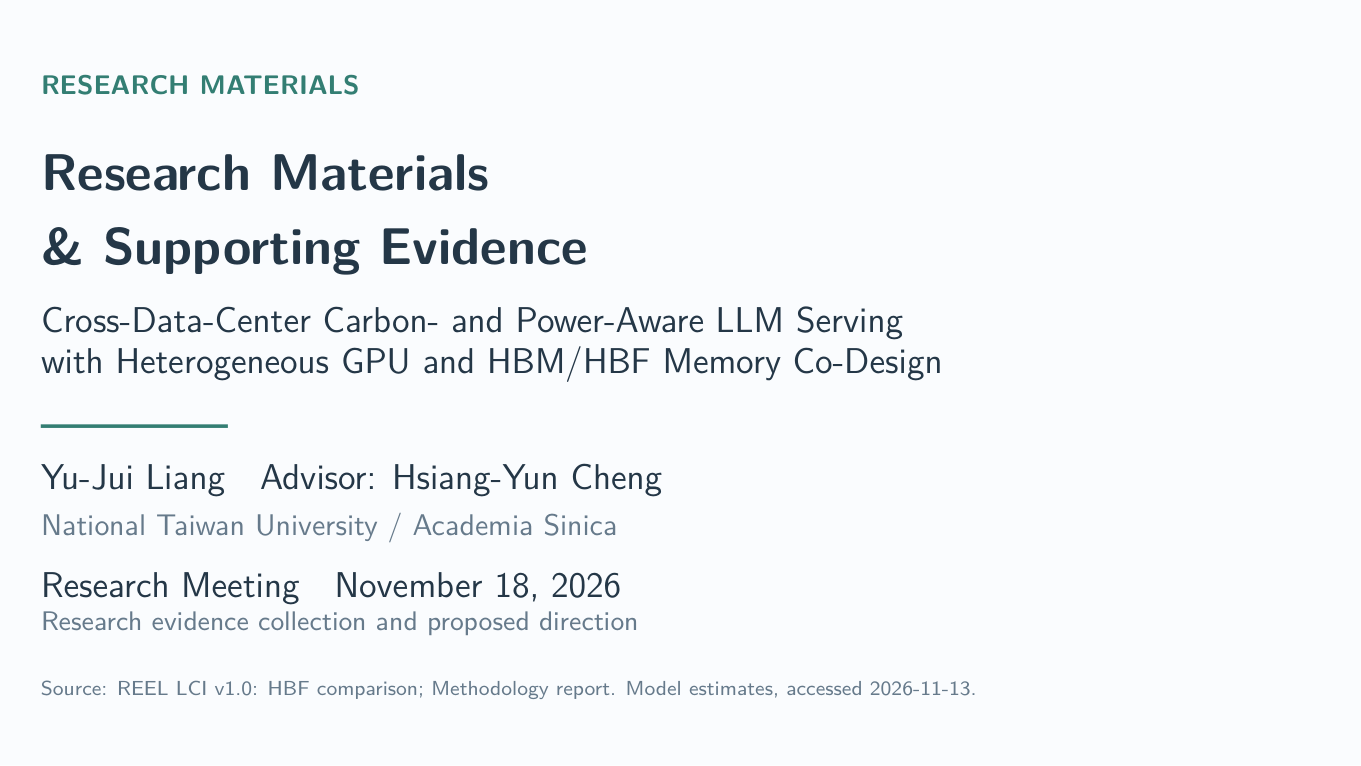 RESEARCH MATERIALS
Research Materials
& Supporting Evidence
Cross-Data-Center Carbon- and Power-Aware LLM Serving
with Heterogeneous GPU and HBM/HBF Memory Co-Design
Yu-Jui Liang Advisor: Hsiang-Yun Cheng
National Taiwan University / Academia Sinica
Research Meeting November 18, 2026
Research evidence collection and proposed direction
Source: REEL LCI v1.0: HBF comparison; Methodology report. Model estimates, accessed 2026-11-13.